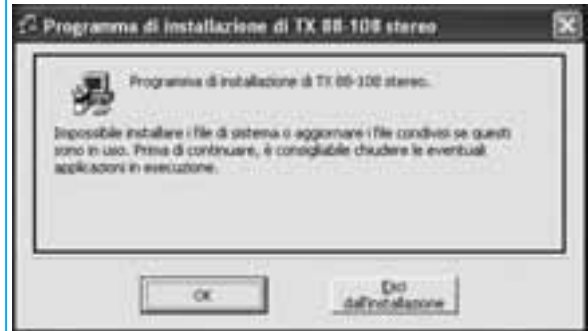 Programma di installazione di TX 88-108 stereo
Programma di installazione di TX 88-108 stereo.
Impossibile installare i file di sistema o aggiornare i file condivisi se questi
sono in uso. Prima di continuare, è consigliabile chiudere le eventuali
applicazioni in esecuzione.
OK
Esci
dall'installazione